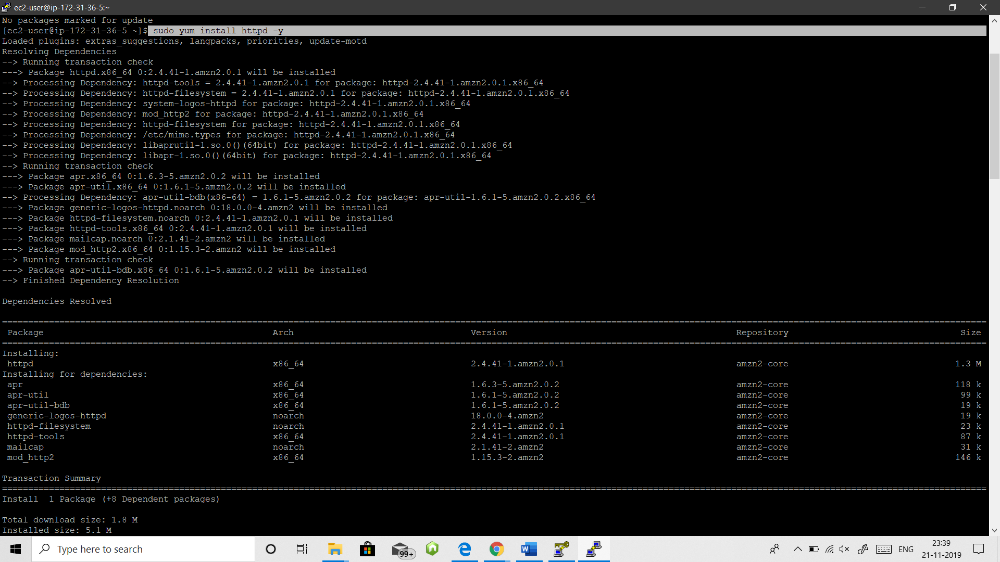 ec2-user@ip-172-31-36-5:~
No packages marked for update
[ec2-user@ip-172-31-36-5 ~]$ sudo yum install httpd -y
Loaded plugins: extras_suggestions, langpacks, priorities, update-motd
Resolving Dependencies
--> Running transaction check
---> Package httpd.x86_64 0:2.4.41-1.amzn2.0.1 will be installed
--> Processing Dependency: httpd-tools = 2.4.41-1.amzn2.0.1 for package: httpd-2.4.41-1.amzn2.0.1.x86_64
--> Processing Dependency: httpd-filesystem = 2.4.41-1.amzn2.0.1 for package: httpd-2.4.41-1.amzn2.0.1.x86_64
--> Processing Dependency: system-logos-httpd for package: httpd-2.4.41-1.amzn2.0.1.x86_64
--> Processing Dependency: mod_http2 for package: httpd-2.4.41-1.amzn2.0.1.x86_64
--> Processing Dependency: httpd-filesystem for package: httpd-2.4.41-1.amzn2.0.1.x86_64
--> Processing Dependency: /etc/mime.types for package: httpd-2.4.41-1.amzn2.0.1.x86_64
--> Processing Dependency: libaprutil-1.so.0()(64bit) for package: httpd-2.4.41-1.amzn2.0.1.x86_64
--> Processing Dependency: libapr-1.so.0()(64bit) for package: httpd-2.4.41-1.amzn2.0.1.x86_64
--> Running transaction check
---> Package apr.x86_64 0:1.6.3-5.amzn2.0.2 will be installed
---> Package apr-util.x86_64 0:1.6.1-5.amzn2.0.2 will be installed
--> Processing Dependency: apr-util-bdb(x86-64) = 1.6.1-5.amzn2.0.2 for package: apr-util-1.6.1-5.amzn2.0.2.x86_64
---> Package generic-logos-httpd.noarch 0:18.0.0-4.amzn2 will be installed
---> Package httpd-filesystem.noarch 0:2.4.41-1.amzn2.0.1 will be installed
---> Package httpd-tools.x86_64 0:2.4.41-1.amzn2.0.1 will be installed
---> Package mailcap.noarch 0:2.1.41-2.amzn2 will be installed
---> Package mod_http2.x86_64 0:1.15.3-2.amzn2 will be installed
--> Running transaction check
---> Package apr-util-bdb.x86_64 0:1.6.1-5.amzn2.0.2 will be installed
--> Finished Dependency Resolution
Dependencies Resolved
Package Arch Version Repository Size
Installing:
httpd x86_64 2.4.41-1.amzn2.0.1 amzn2-core 1.3 M
Installing for dependencies:
apr x86_64 1.6.3-5.amzn2.0.2 amzn2-core 118 k
apr-util x86_64 1.6.1-5.amzn2.0.2 amzn2-core 99 k
apr-util-bdb x86_64 1.6.1-5.amzn2.0.2 amzn2-core 19 k
generic-logos-httpd noarch 18.0.0-4.amzn2 amzn2-core 19 k
httpd-filesystem noarch 2.4.41-1.amzn2.0.1 amzn2-core 23 k
httpd-tools x86_64 2.4.41-1.amzn2.0.1 amzn2-core 87 k
mailcap noarch 2.1.41-2.amzn2 amzn2-core 31 k
mod_http2 x86_64 1.15.3-2.amzn2 amzn2-core 146 k
Transaction Summary
Install 1 Package (+8 Dependent packages)
Total download size: 1.8 M
Installed size: 5.1 M
Type here to search
99+
ENG
23:39
21-11-2019